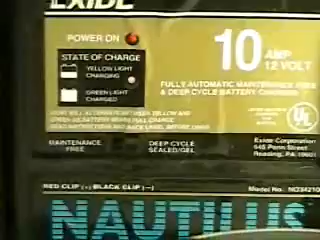 EXIDE
POWER ON
10 AMP
12 VOLT
STATE OF CHARGE
YELLOW LIGHT
CHARGING
GREEN LIGHT
CHARGED
FULLY AUTOMATIC MAINTENANCE FREE
& DEEP CYCLE BATTERY CHARGER
UL
MAINTENANCE
FREE
DEEP CYCLE
SEALED/GEL
Exide Corporation
645 Penn Street
Reading, PA 19601
RED CLIP (+) BLACK CLIP (-)
Model No.
NAUTILUS